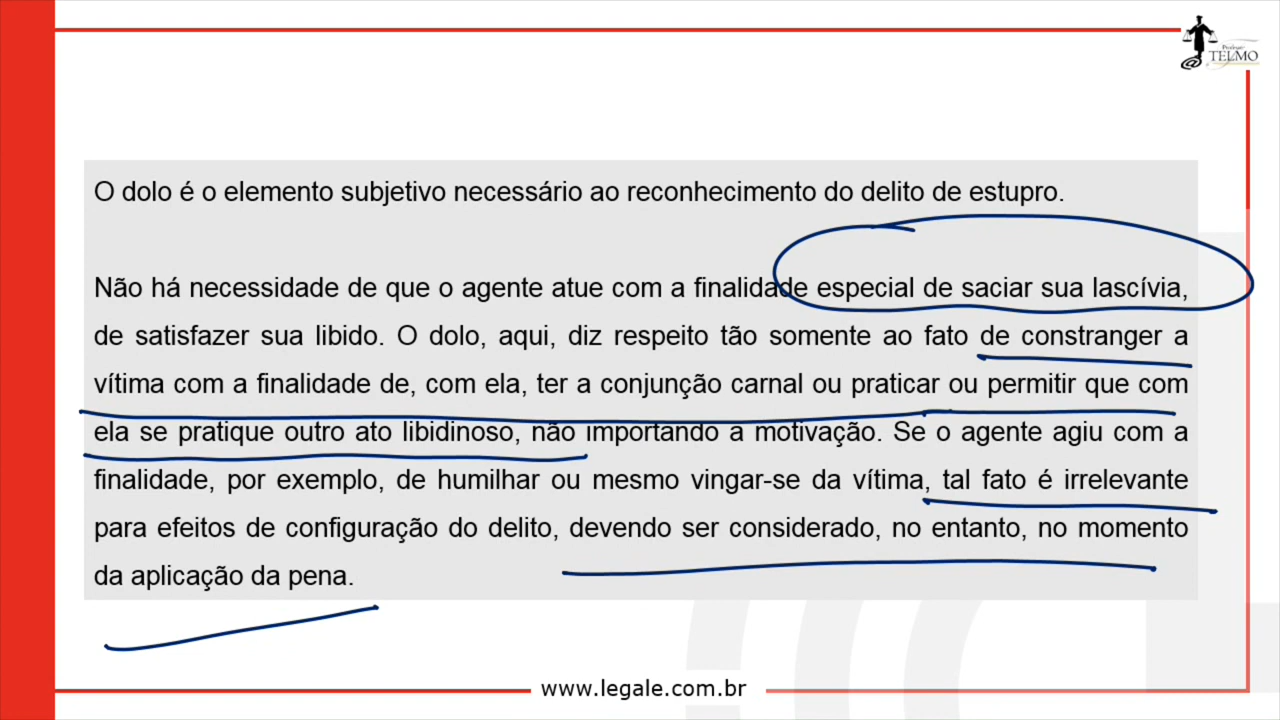 Professor
TELMO
O dolo é o elemento subjetivo necessário ao reconhecimento do delito de estupro.
Não há necessidade de que o agente atue com a finalidade especial de saciar sua lascívia,
de satisfazer sua libido. O dolo, aqui, diz respeito tão somente ao fato de constranger a
vítima com a finalidade de, com ela, ter a conjunção carnal ou praticar ou permitir que com
ela se pratique outro ato libidinoso, não importando a motivação. Se o agente agiu com a
finalidade, por exemplo, de humilhar ou mesmo vingar-se da vítima, tal fato é irrelevante
para efeitos de configuração do delito, devendo ser considerado, no entanto, no momento
da aplicação da pena.
www.legale.com.br